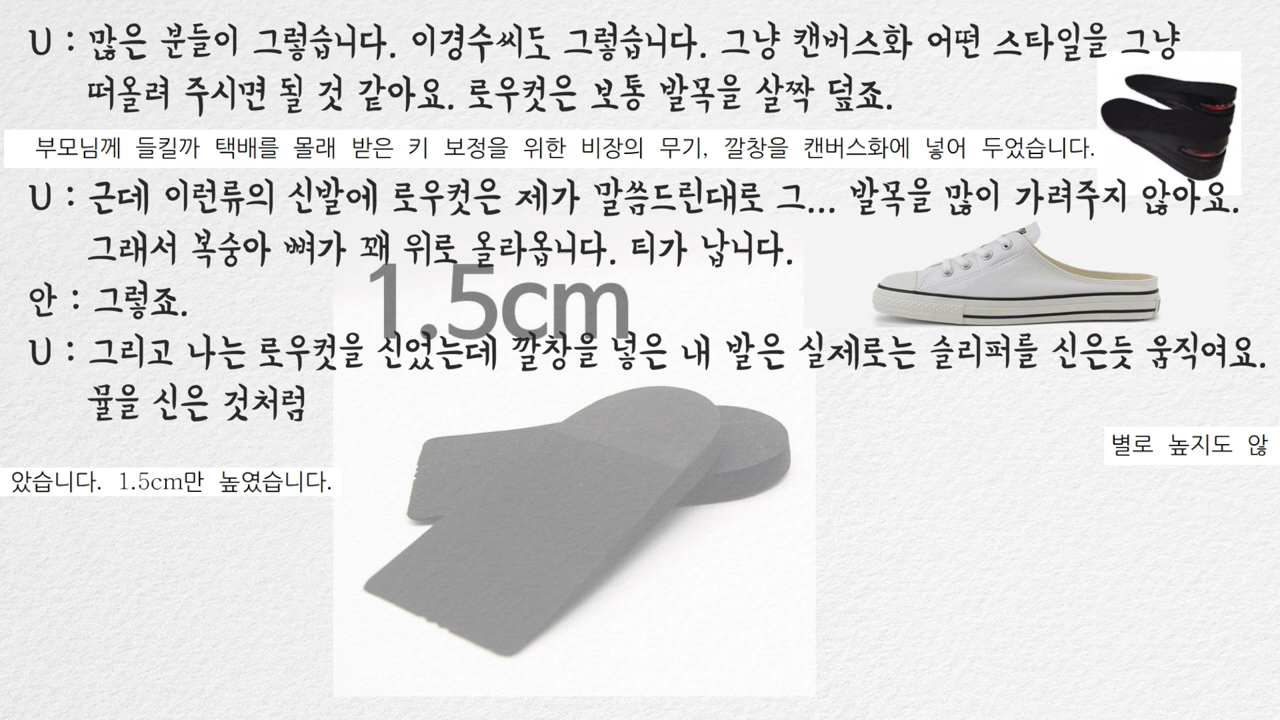 U : 많은 분들이 그렇습니다. 이경수씨도 그렇습니다. 그냥 캔버스화 어떤 스타일을 그냥
떠올려 주시면 될 것 같아요. 로우컷은 보통 발목을 살짝 덮죠.
부모님께 들킬까 택배를 몰래 받은 키 보정을 위한 비장의 무기, 깔창을 캔버스화에 넣어 두었습니다.
U : 근데 이런류의 신발에 로우컷은 제가 말씀드린대로 그... 발목을 많이 가려주지 않아요.
그래서 복숭아 뼈가 꽤 위로 올라옵니다. 티가 납니다.
1.5cm
안 : 그렇죠.
U : 그리고 나는 로우컷을 신었는데 깔창을 넣은 내 발은 실제로는 슬리퍼를 신은듯 움직여요.
뮬을 신은 것처럼
별로 높지도 않
았습니다. 1.5cm만 높였습니다.